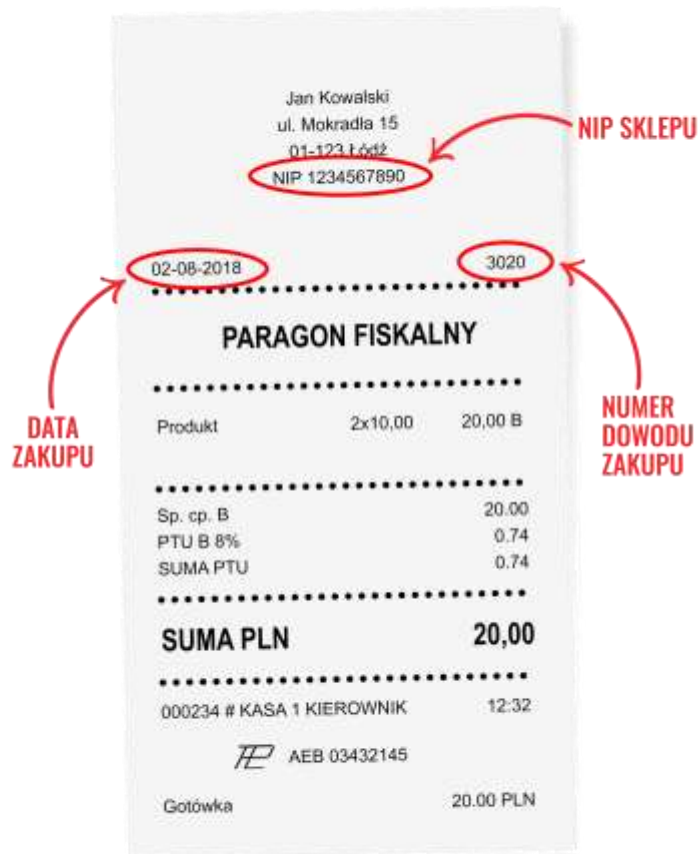 Jan Kowalski
ul. Mokradła 15
01-123 Łódź
NIP 1234567890
NIP SKLEPU
02-08-2018 3020
PARAGON FISKALNY
DATA
ZAKUPU
NUMER
DOWODU
ZAKUPU
Produkt 2x10,00 20,00 B
Sp. cp. B 20.00
PTU B 8% 0.74
SUMA PTU 0.74
SUMA PLN 20,00
000234 # KASA 1 KIEROWNIK 12:32
AEB 03432145
Gotówka 20.00 PLN